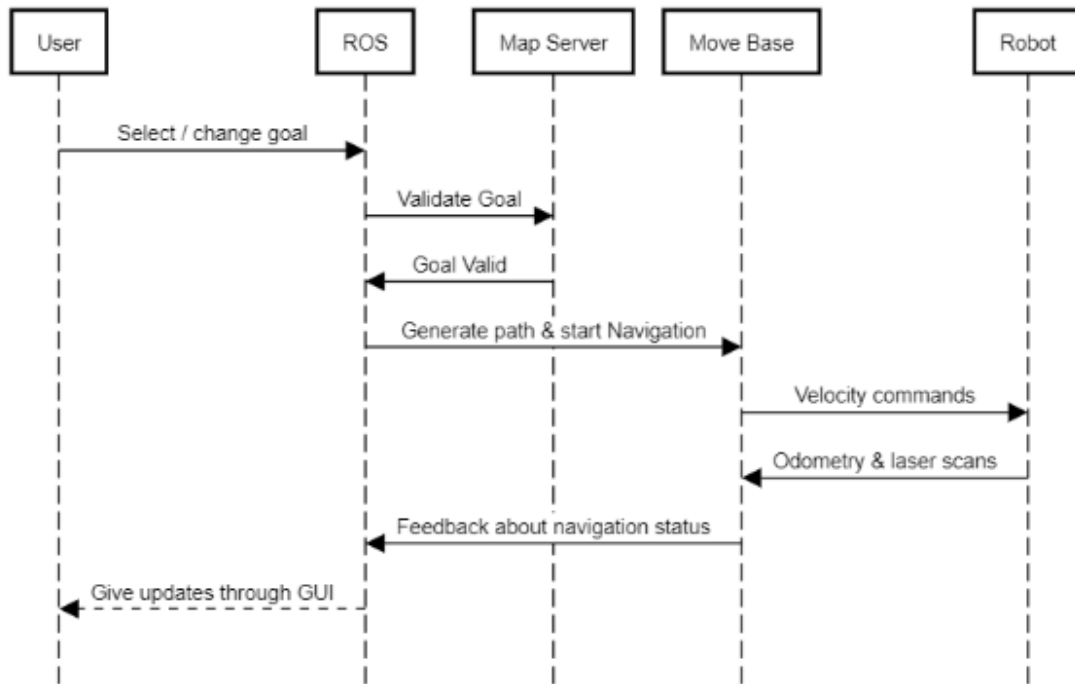 User
ROS
Map Server
Move Base
Robot
Select / change goal
Validate Goal
Goal Valid
Generate path & start Navigation
Velocity commands
Odometry & laser scans
Feedback about navigation status
Give updates through GUI